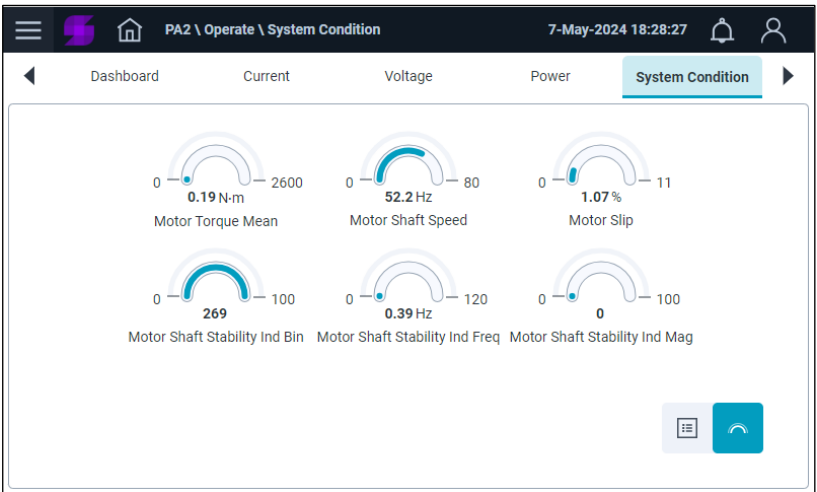 PA2 \ Operate \ System Condition 7-May-2024 18:28:27
Dashboard Current Voltage Power System Condition
0 2600 0 80 0 11
0.19 N·m 52.2 Hz 1.07 %
Motor Torque Mean Motor Shaft Speed Motor Slip
0 100 0 120 0 100
269 0.39 Hz 0
Motor Shaft Stability Ind Bin Motor Shaft Stability Ind Freq Motor Shaft Stability Ind Mag